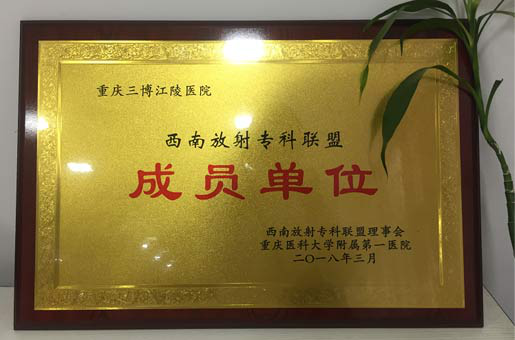 重庆三博江陵医院
西南放射专科联盟
成员单位
西南放射专科联盟理事会
重庆医科大学附属第一医院
二〇一八年三月